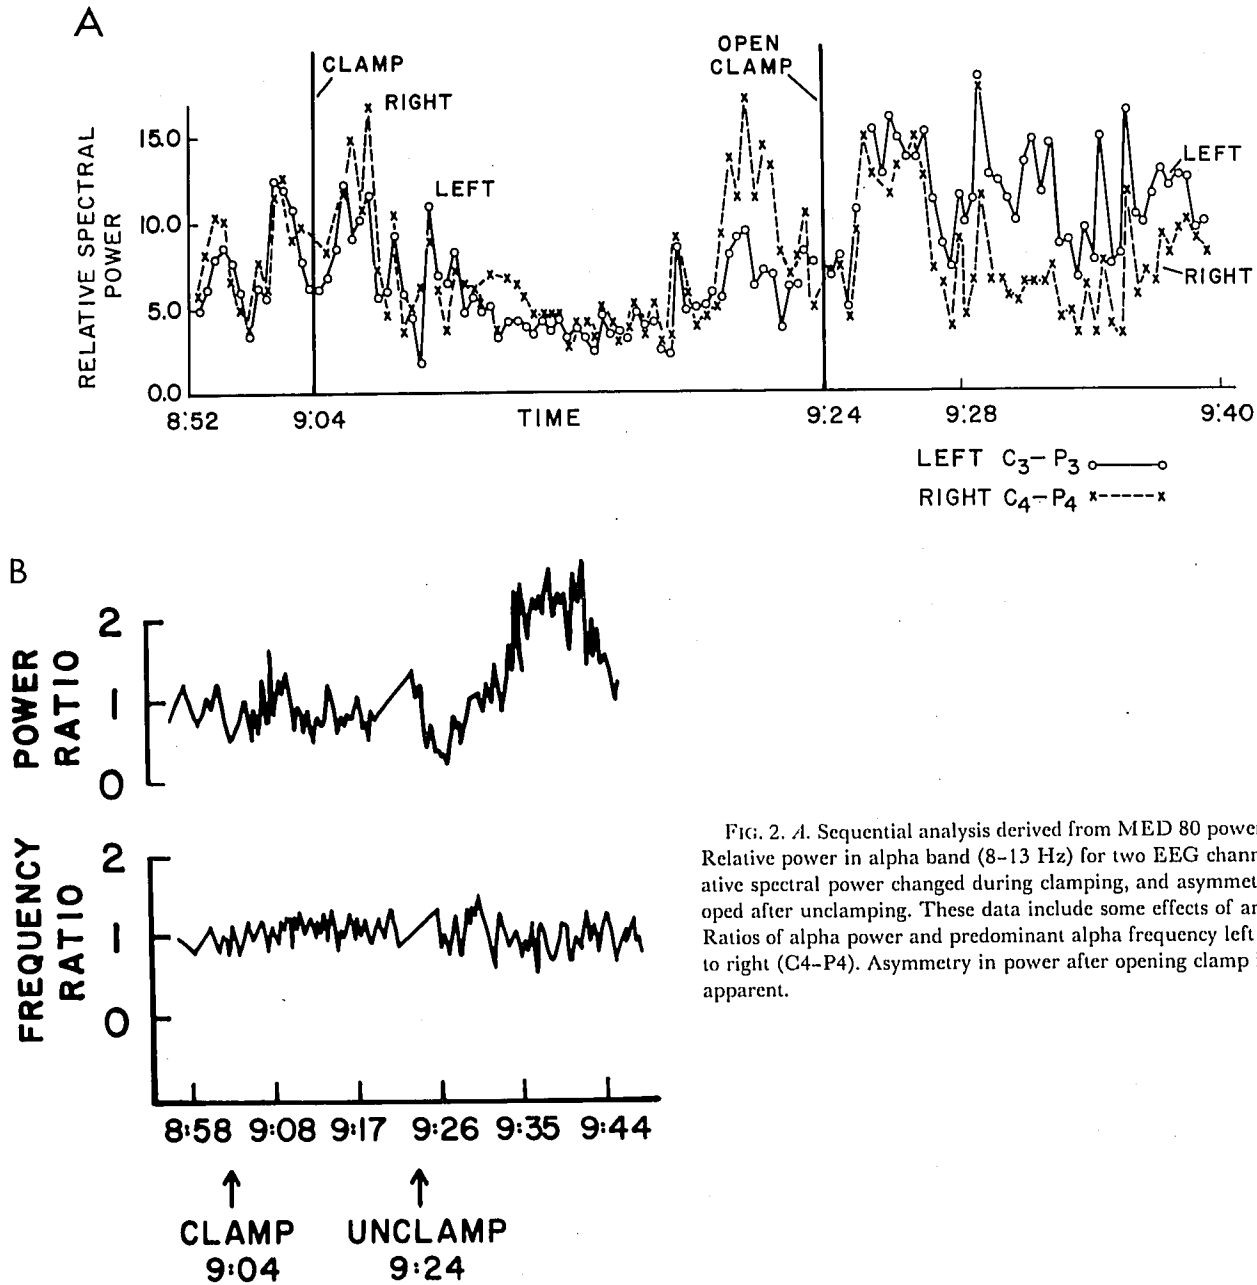 A
CLAMP
RIGHT
LEFT
OPEN
CLAMP
LEFT
RIGHT
RELATIVE SPECTRAL
POWER
15.0
10.0
5.0
0.0
8:52
9:04
TIME
9:24
9:28
9:40
LEFT C3–P3
RIGHT C4–P4
B
POWER
RATIO
2
1
0
FREQUENCY
RATIO
2
1
0
8:58 9:08 9:17 9:26 9:35 9:44
CLAMP
9:04
UNCLAMP
9:24
FIG. 2. A. Sequential analysis derived from MED 80 powe
Relative power in alpha band (8–13 Hz) for two EEG chann
ative spectral power changed during clamping, and asymmet
oped after unclamping. These data include some effects of an
Ratios of alpha power and predominant alpha frequency left
to right (C4–P4). Asymmetry in power after opening clamp
apparent.